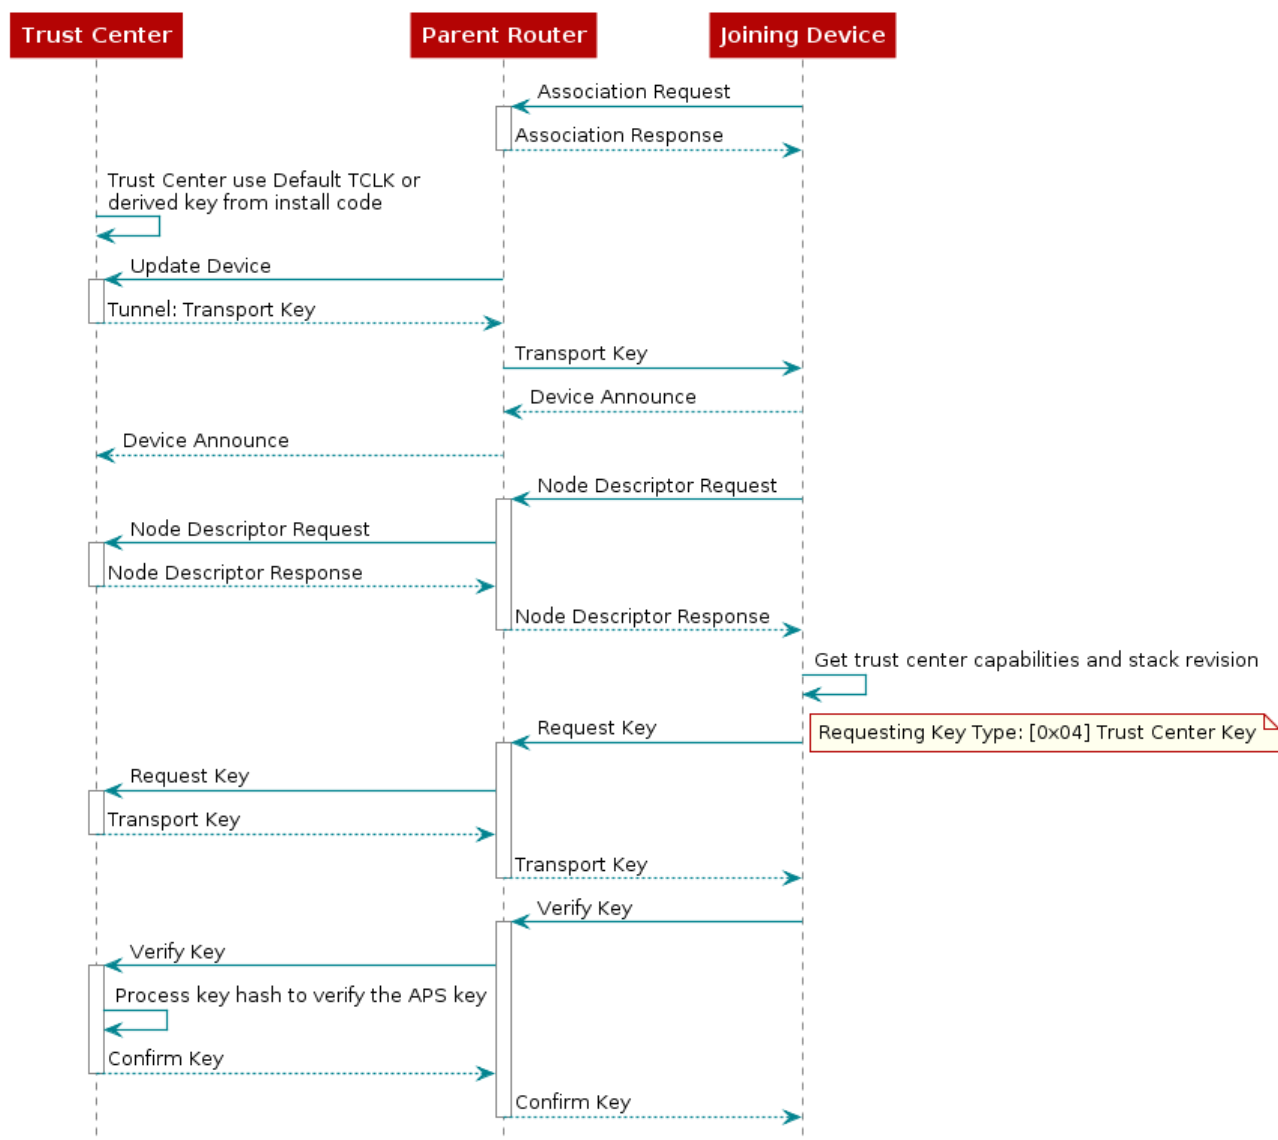 Trust Center
Parent Router
Joining Device
Association Request
Association Response
Trust Center use Default TCLK or
derived key from install code
Update Device
Tunnel: Transport Key
Transport Key
Device Announce
Device Announce
Node Descriptor Request
Node Descriptor Request
Node Descriptor Response
Node Descriptor Response
Get trust center capabilities and stack revision
Request Key
Requesting Key Type: [0x04] Trust Center Key
Request Key
Transport Key
Transport Key
Verify Key
Verify Key
Process key hash to verify the APS key
Confirm Key
Confirm Key